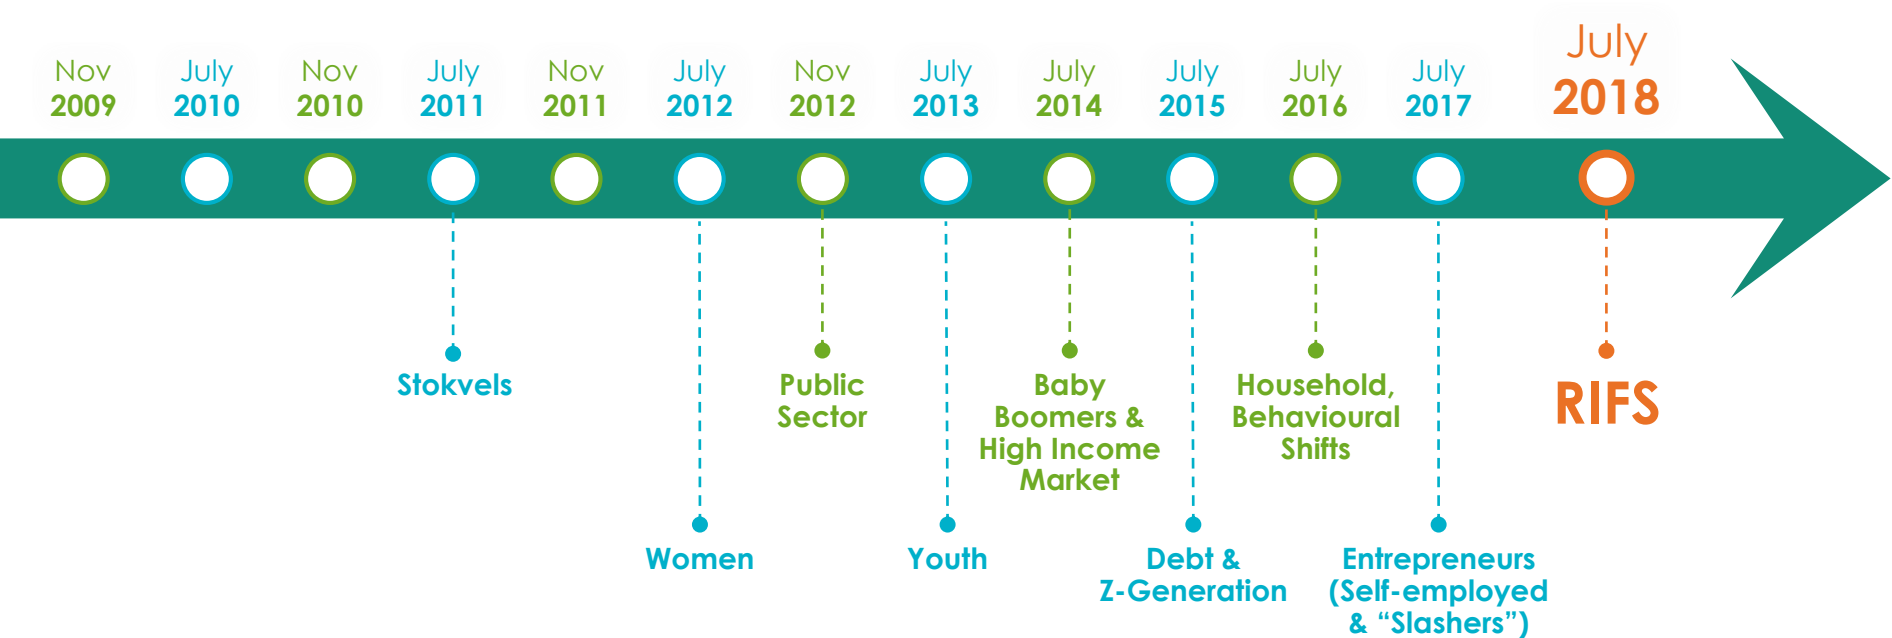 Nov
2009
July
2010
Nov
2010
July
2011
Nov
2011
July
2012
Nov
2012
July
2013
July
2014
July
2015
July
2016
July
2017
July
2018
Stokvels
Women
Public
Sector
Youth
Baby
Boomers &
High Income
Market
Debt &
Z-Generation
Household,
Behavioural
Shifts
Entrepreneurs
(Self-employed
& “Slashers”)
RIFS